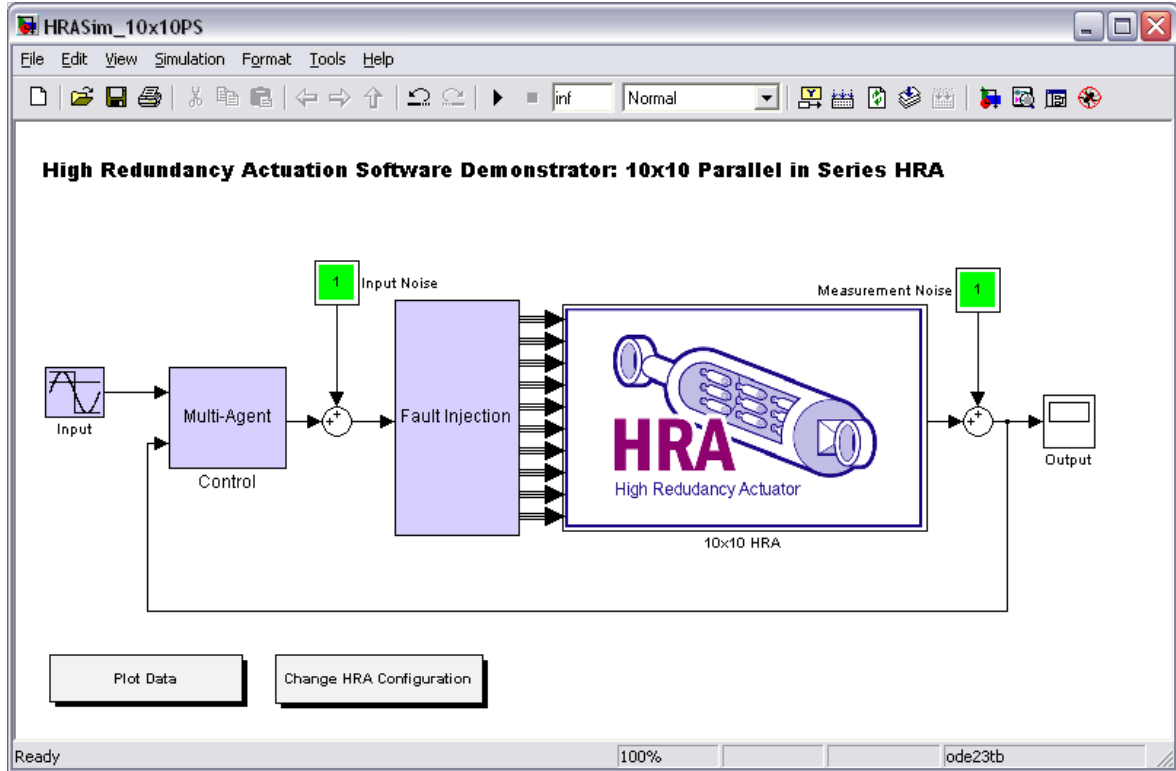 HRASim_10x10PS
File Edit View Simulation Format Tools Help
inf Normal
High Redundancy Actuation Software Demonstrator: 10x10 Parallel in Series HRA
1 Input Noise
Measurement Noise 1
Input
Multi-Agent
Control
Fault Injection
HRA
High Redudancy Actuator
10x10 HRA
Output
Plot Data
Change HRA Configuration
Ready 100% ode23tb